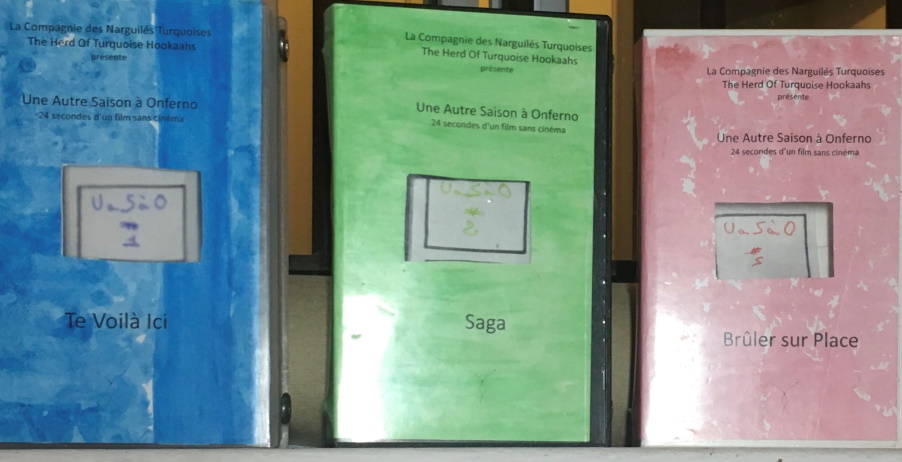 La Compagnie des Narguilés Turquoises
The Herd Of Turquoise Hookaahs
présente
Une Autre Saison à Onferno
24 secondes d'un film sans cinéma
UaSàO
#
1
Te Voilà Ici
La Compagnie des Narguilés Turquoises
The Herd Of Turquoise Hookaahs
présente
Une Autre Saison à Onferno
24 secondes d'un film sans cinéma
UaSàO
#
2
Saga
La Compagnie des Narguilés Turquoises
The Herd Of Turquoise Hookaahs
présente
Une Autre Saison à Onferno
24 secondes d'un film sans cinéma
UaSàO
#
5
Brûler sur Place